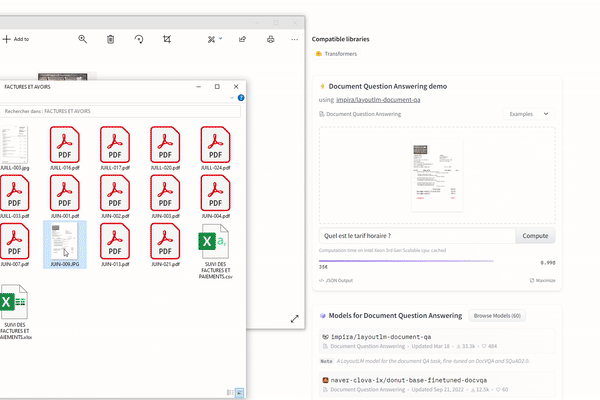 Add to
FACTURES ET AVOIRS
Rechercher dans : FACTURES ET AVOIRS
JUILL-003.jpg
JUILL-016.pdf
JUILL-017.pdf
JUILL-020.pdf
JUILL-024.pdf
JUILL-033.pdf
JUIN-001.pdf
JUIN-002.pdf
JUIN-003.pdf
JUIN-004.pdf
JUIN-007.pdf
JUIN-009.JPG
JUIN-013.pdf
JUIN-021.pdf
SUIVI DES
FACTURES ET
PAIEMENTS.csv
SUIVI DES
FACTURES ET
PAIEMENTS.xlsx
Compatible libraries
Transformers
Document Question Answering demo
using impira/layoutlm-document-qa
Document Question Answering
Examples
Quel est le tarif horaire ?
Compute
Computation time on Intel Xeon 3rd Gen Scalable cpu: cached
35€
0.998
JSON Output
Maximize
Models for Document Question Answering
Browse Models (60)
impira/layoutlm-document-qa
Document Question Answering · Updated Mar 18 · 33.3k · 484
Note A LayoutLM model for the document QA task, fine-tuned on DocVQA and SQuAD2.0.
naver-clova-ix/donut-base-finetuned-docvqa
Document Question Answering · Updated Sep 21, 2022 · 12.5k · 60